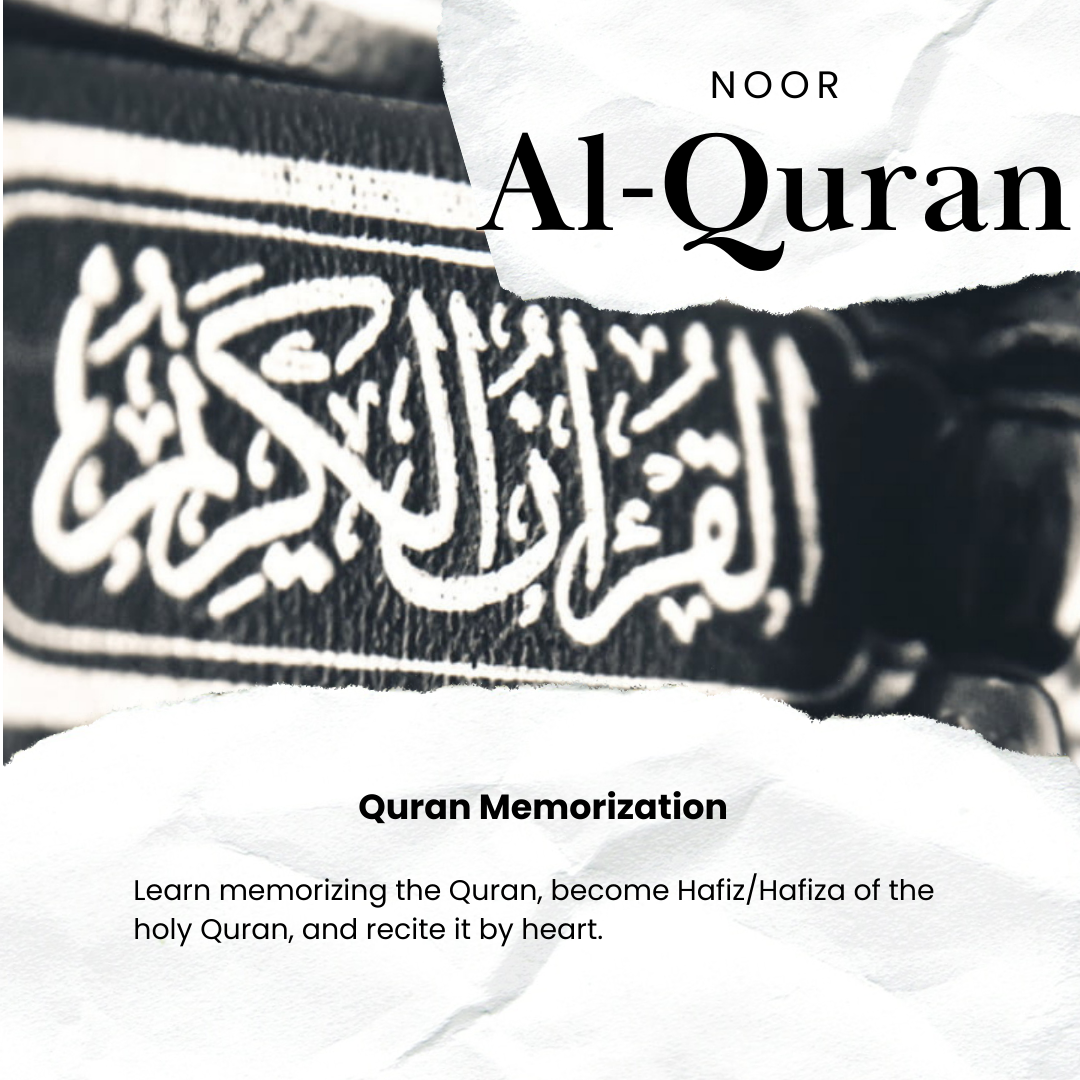 NOOR
Al-Quran
القرآن الكريم
Quran Memorization
Learn memorizing the Quran, become Hafiz/Hafiza of the
holy Quran, and recite it by heart.